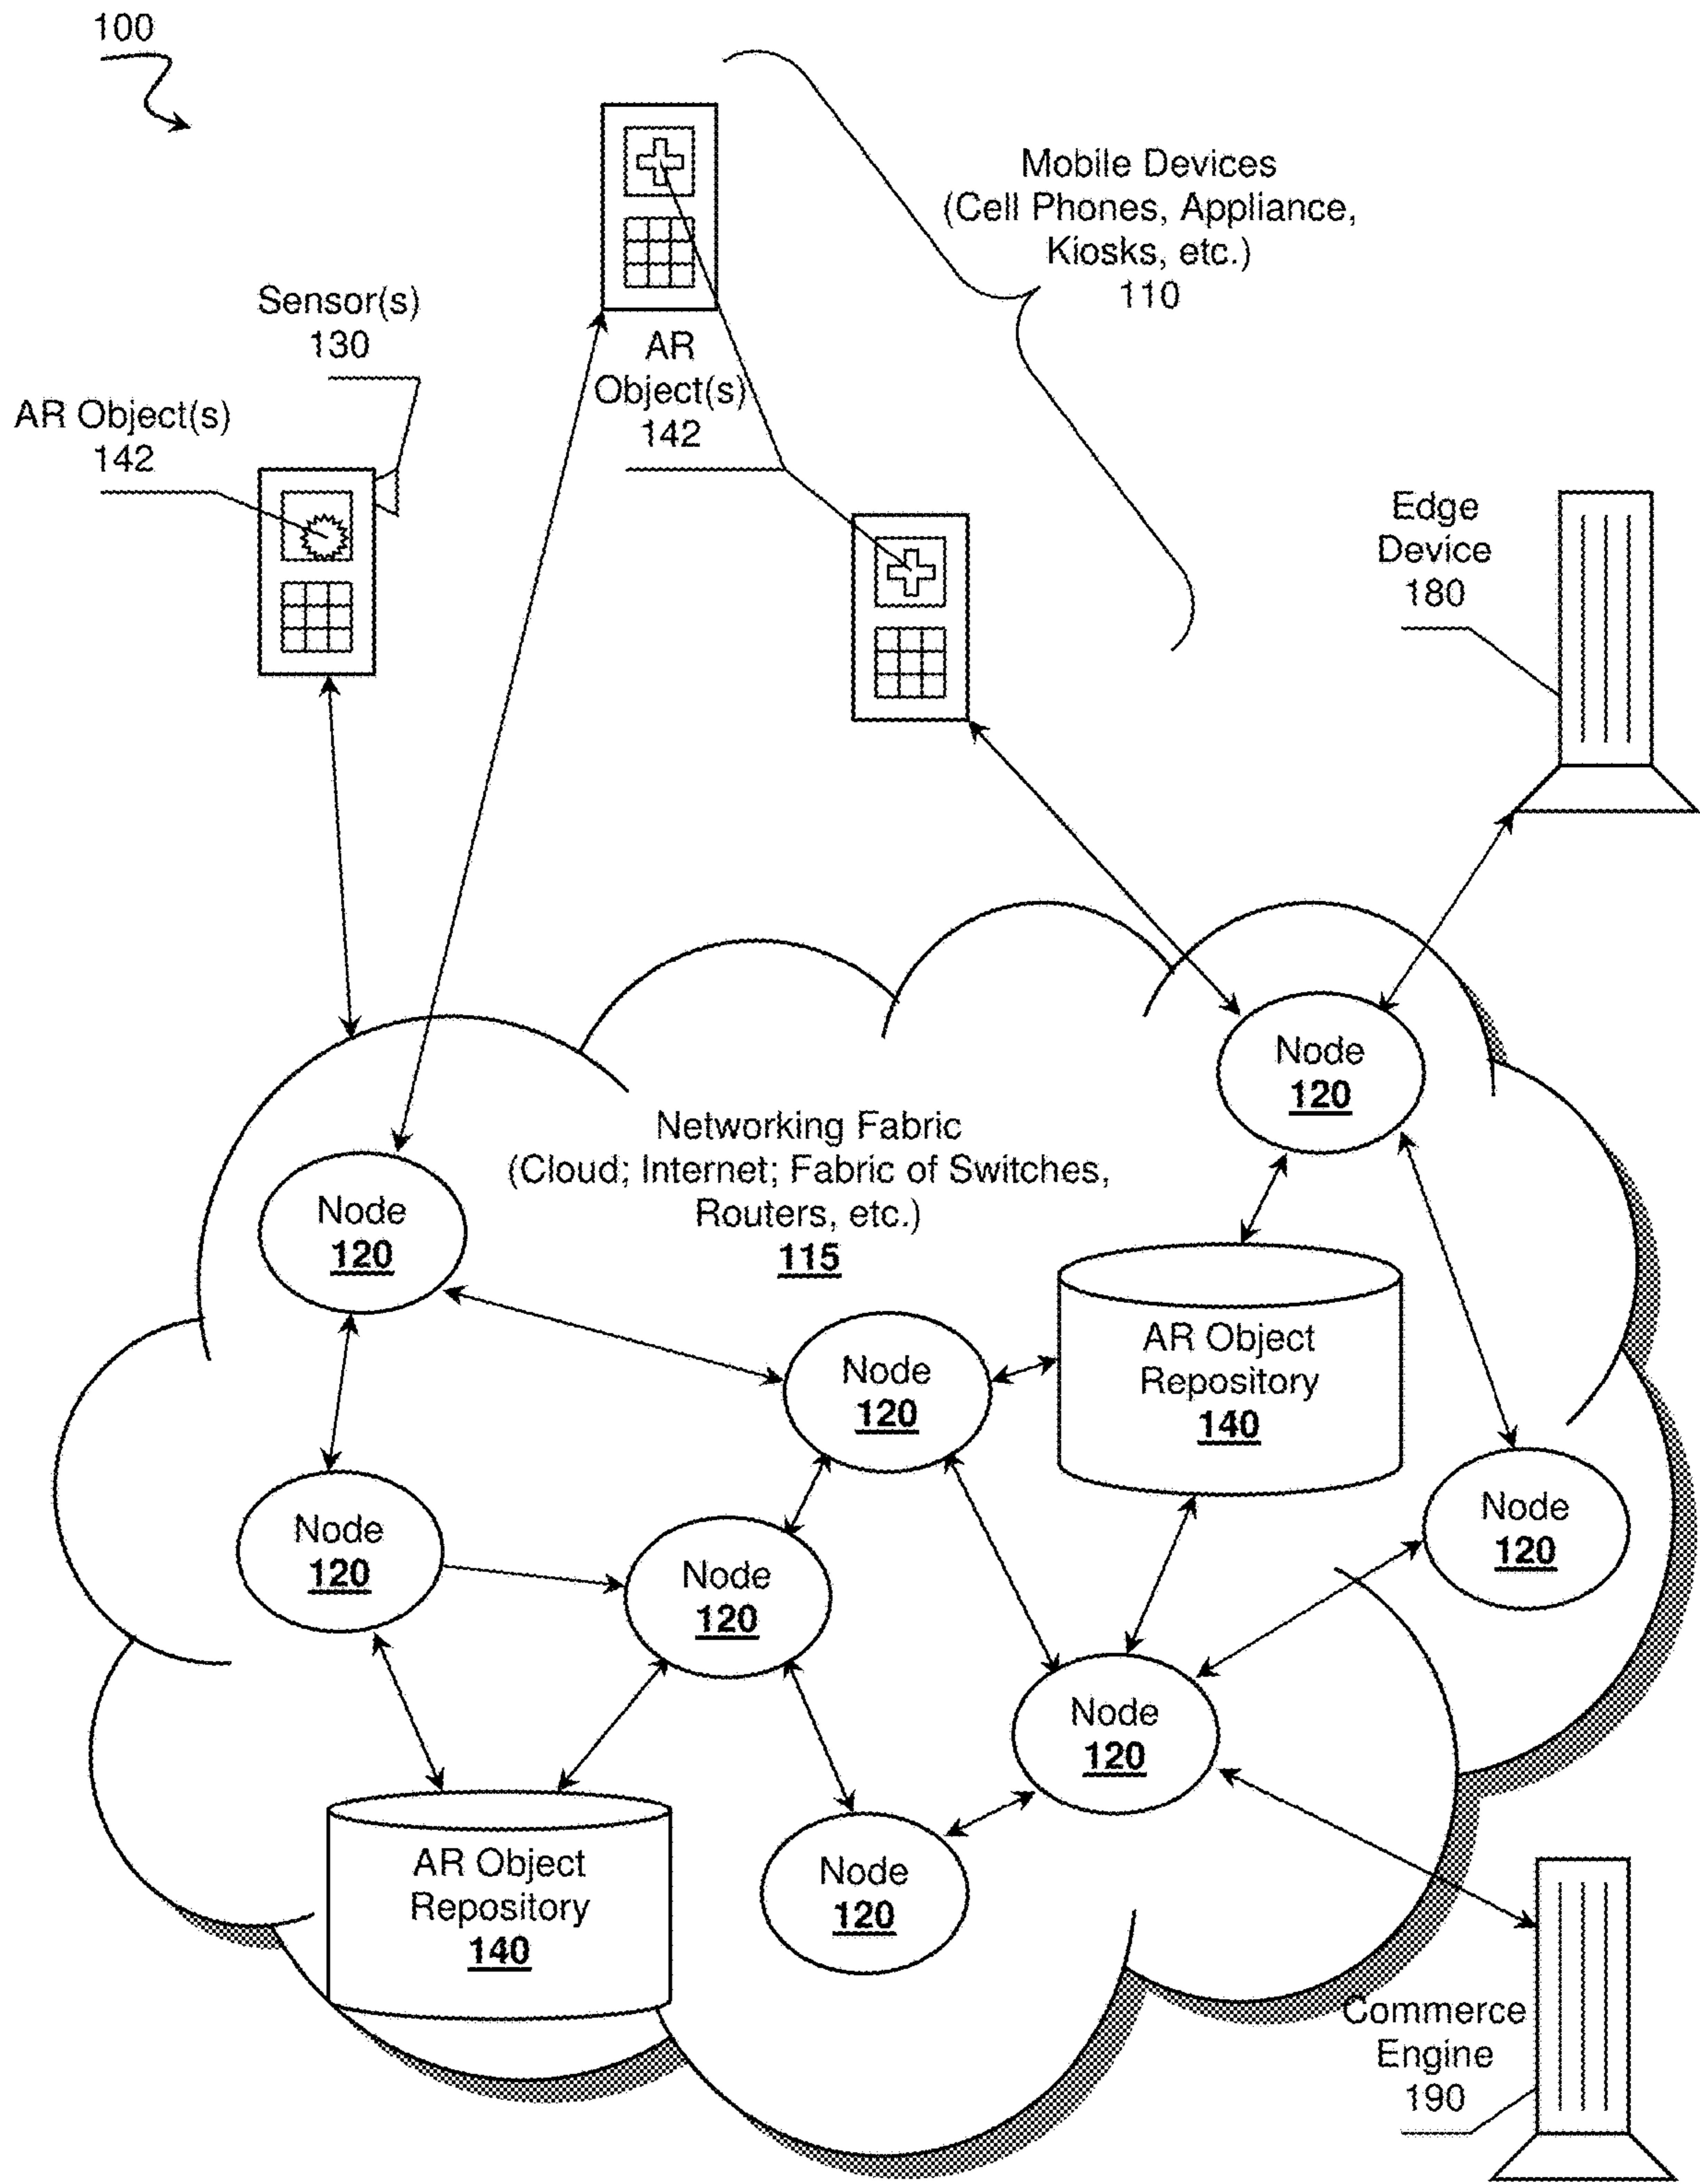 100
Mobile Devices
(Cell Phones, Appliance,
Kiosks, etc.)
110
Sensor(s)
130
AR
Object(s)
142
AR Object(s)
142
Edge
Device
180
Node
120
Networking Fabric
(Cloud; Internet; Fabric of Switches,
Routers, etc.)
115
Node
120
AR Object
Repository
140
Node
120
Node
120
Node
120
Node
120
Node
120
AR Object
Repository
140
Node
120
Commerce
Engine
190